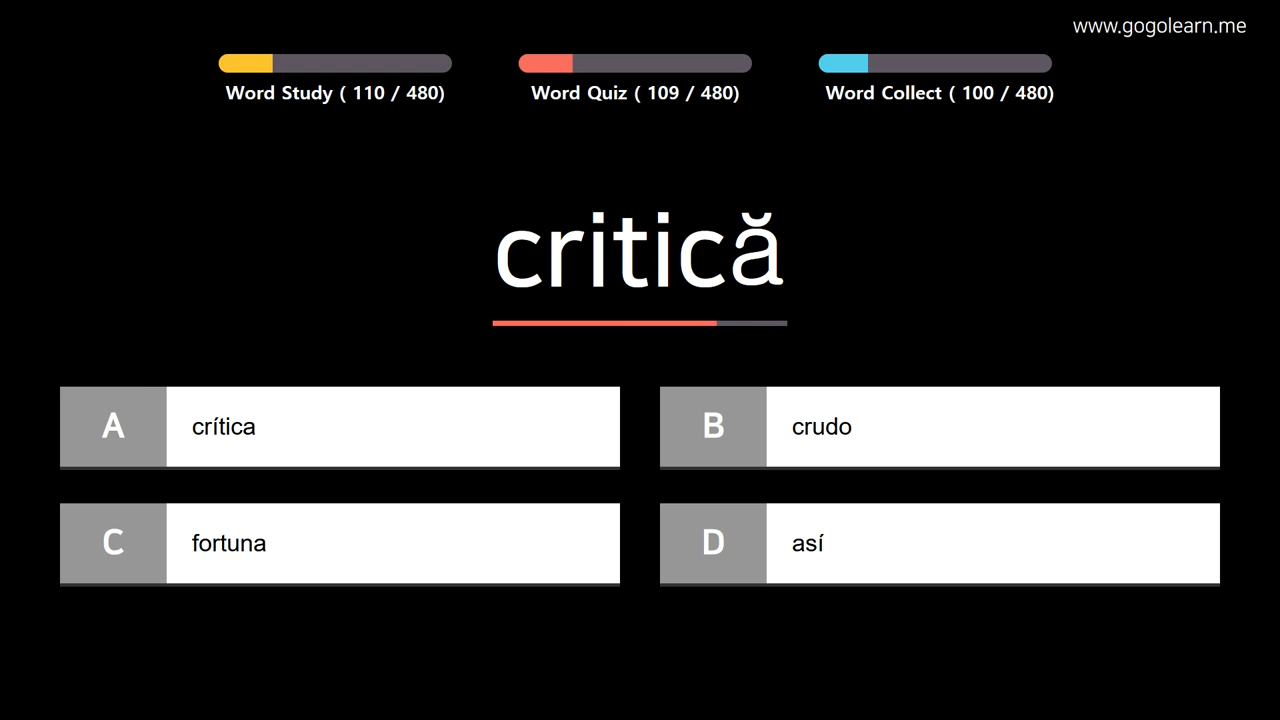 www.gogolearn.me
Word Study ( 110 / 480)
Word Quiz ( 109 / 480)
Word Collect ( 100 / 480)
critică
A crítica
B crudo
C fortuna
D así